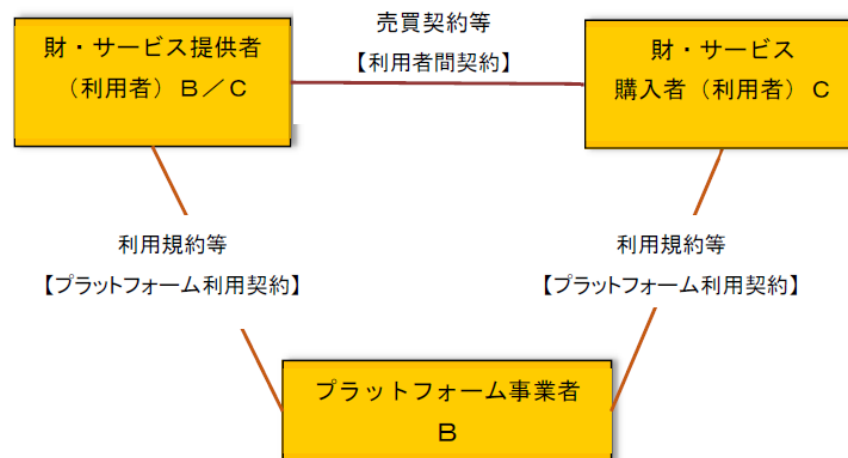 財・サービス提供者
（利用者）Ｂ／Ｃ
売買契約等
【利用者間契約】
財・サービス
購入者（利用者）Ｃ
利用規約等
【プラットフォーム利用契約】
利用規約等
【プラットフォーム利用契約】
プラットフォーム事業者
Ｂ